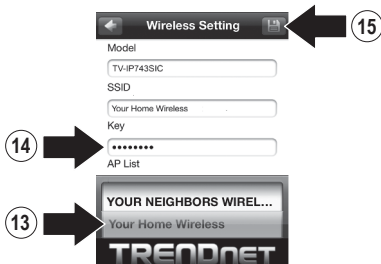 Wireless Setting
15
Model
TV-IP743SIC
SSID
Your Home Wireless
Key
14
••••••••
AP List
YOUR NEIGHBORS WIREL...
13
Your Home Wireless
TRENDNET